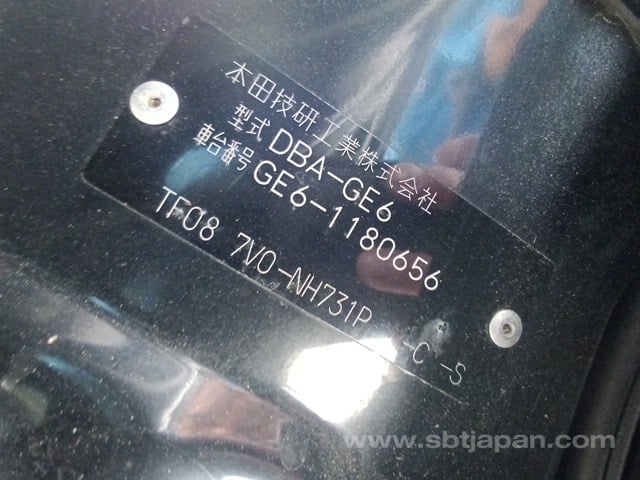 本田技研工業株式会社
型式 DBA-GE6
車台番号 GE6-1180656
TF08 7V0-NH731P -C -S
www.sbtjapan.com